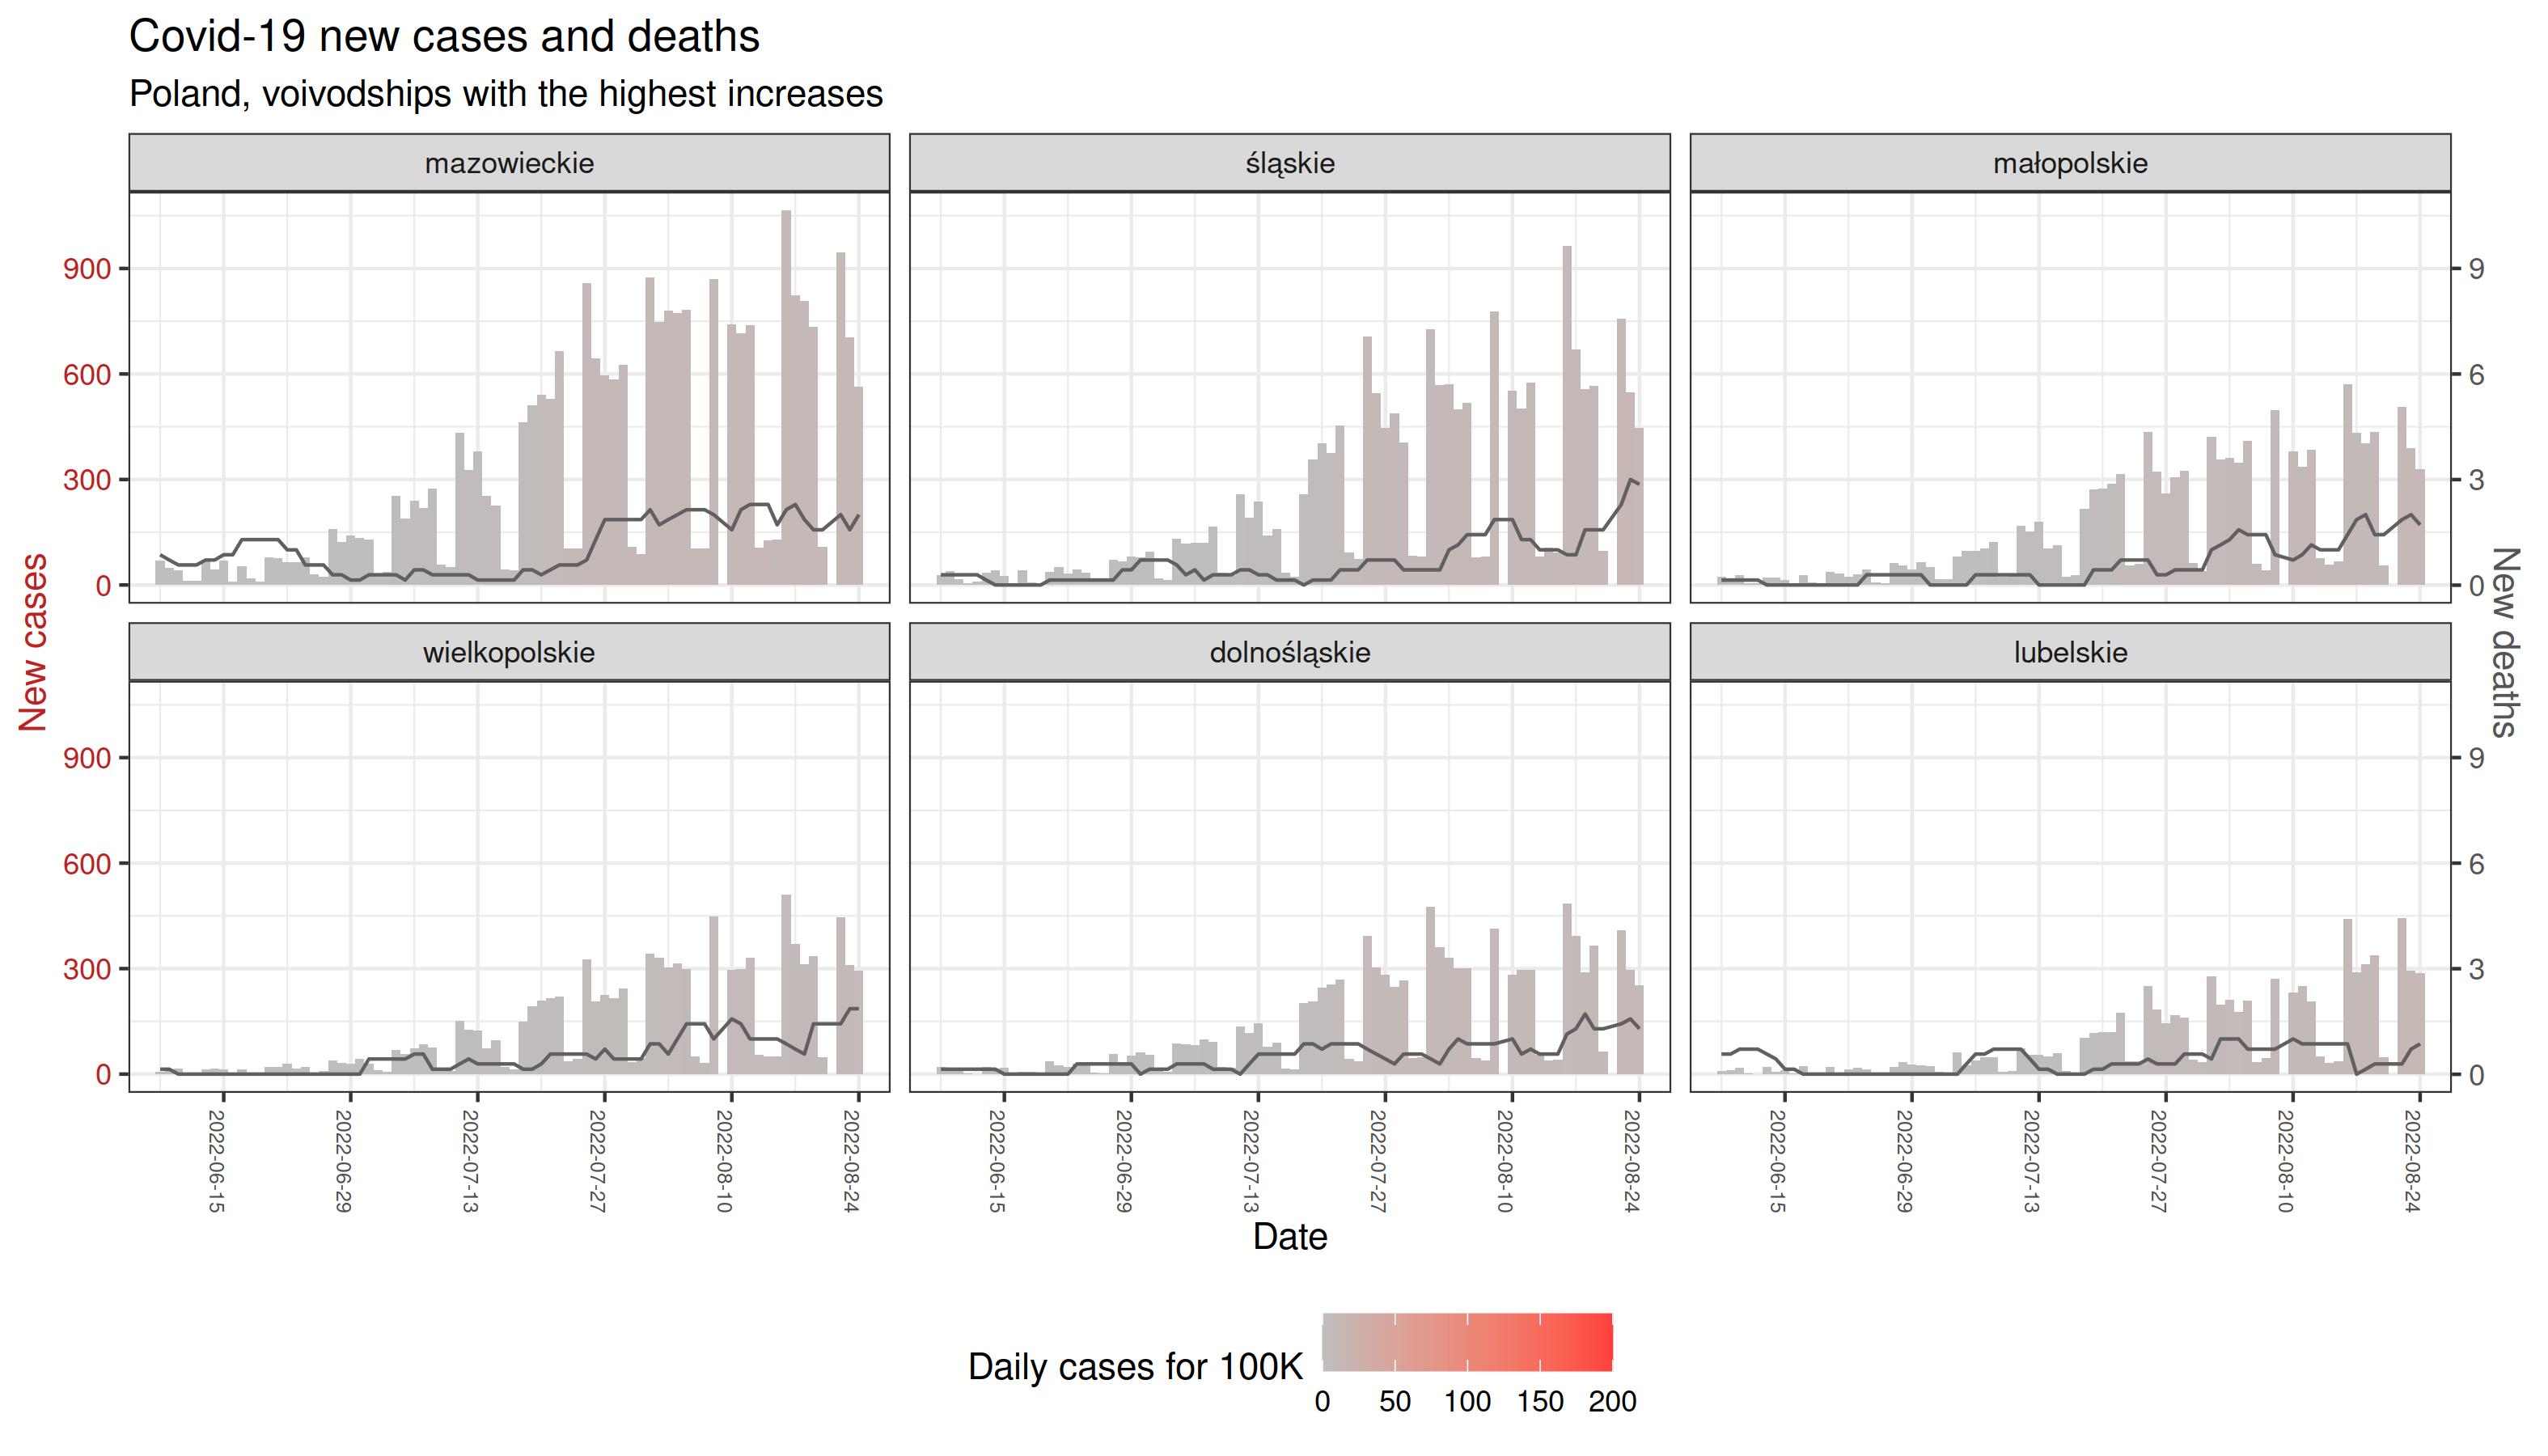 Covid-19 new cases and deaths
Poland, voivodships with the highest increases
mazowieckie
śląskie
małopolskie
900
600
300
0
9
6
3
0
wielkopolskie
dolnośląskie
lubelskie
900
600
300
0
9
6
3
0
New cases
New deaths
2022-06-15
2022-06-29
2022-07-13
2022-07-27
2022-08-10
2022-08-24
2022-06-15
2022-06-29
2022-07-13
2022-07-27
2022-08-10
2022-08-24
2022-06-15
2022-06-29
2022-07-13
2022-07-27
2022-08-10
2022-08-24
Date
Daily cases for 100K
0 50 100 150 200